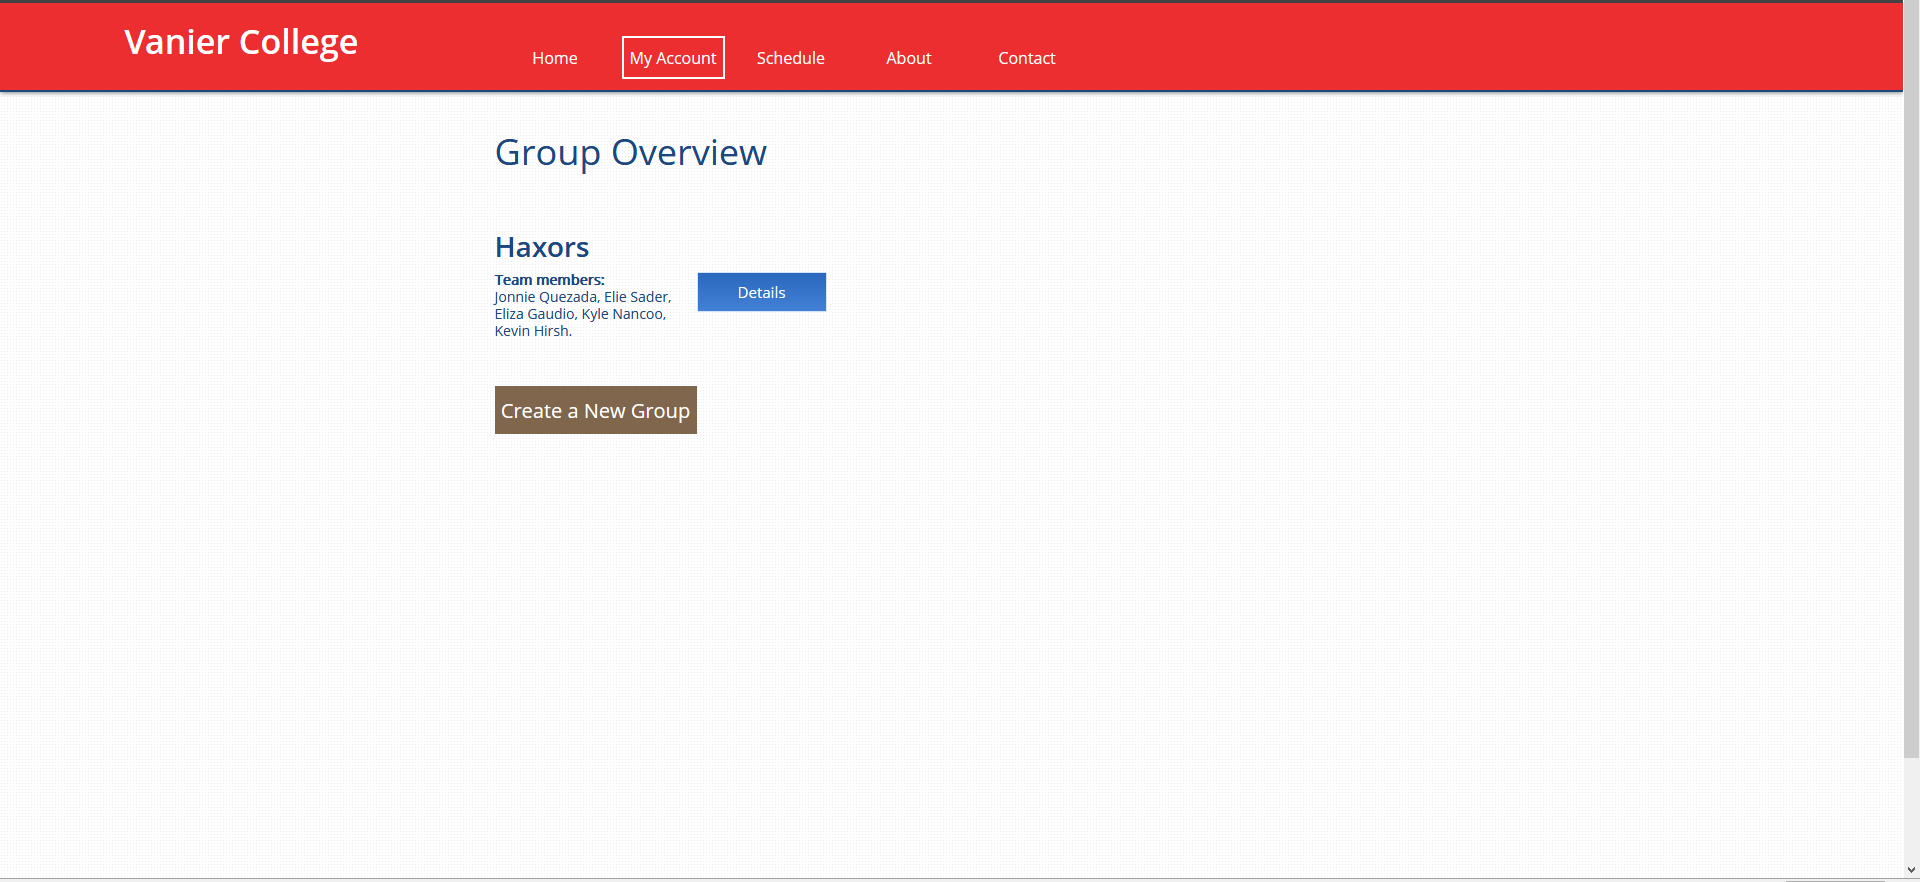 Vanier College
Home
My Account
Schedule
About
Contact
Group Overview
Haxors
Team members:
Jonnie Quezada, Elie Sader,
Eliza Gaudio, Kyle Nancoo,
Kevin Hirsh.
Details
Create a New Group